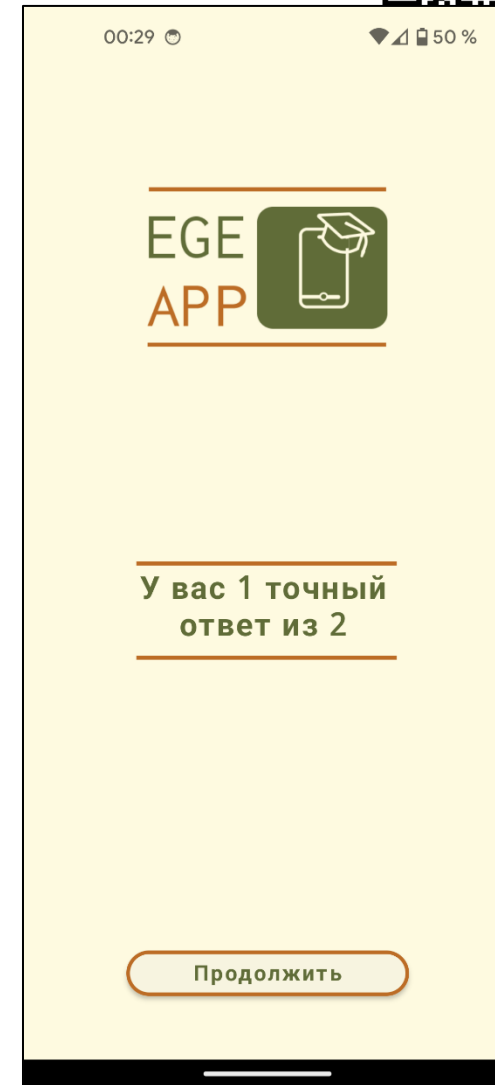 00:29 50 %
EGE
APP
У вас 1 точный
ответ из 2
Продолжить